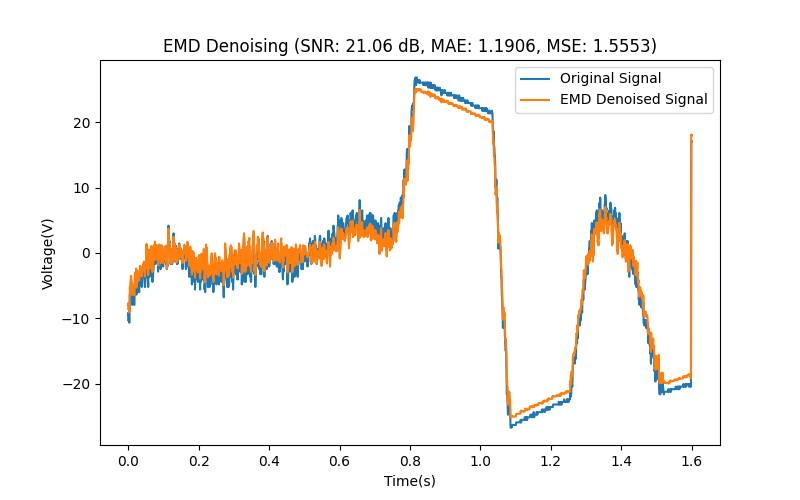 EMD Denoising (SNR: 21.06 dB, MAE: 1.1906, MSE: 1.5553)
Original Signal
EMD Denoised Signal
Voltage(V)
20
10
0
−10
−20
0.0 0.2 0.4 0.6 0.8 1.0 1.2 1.4 1.6
Time(s)